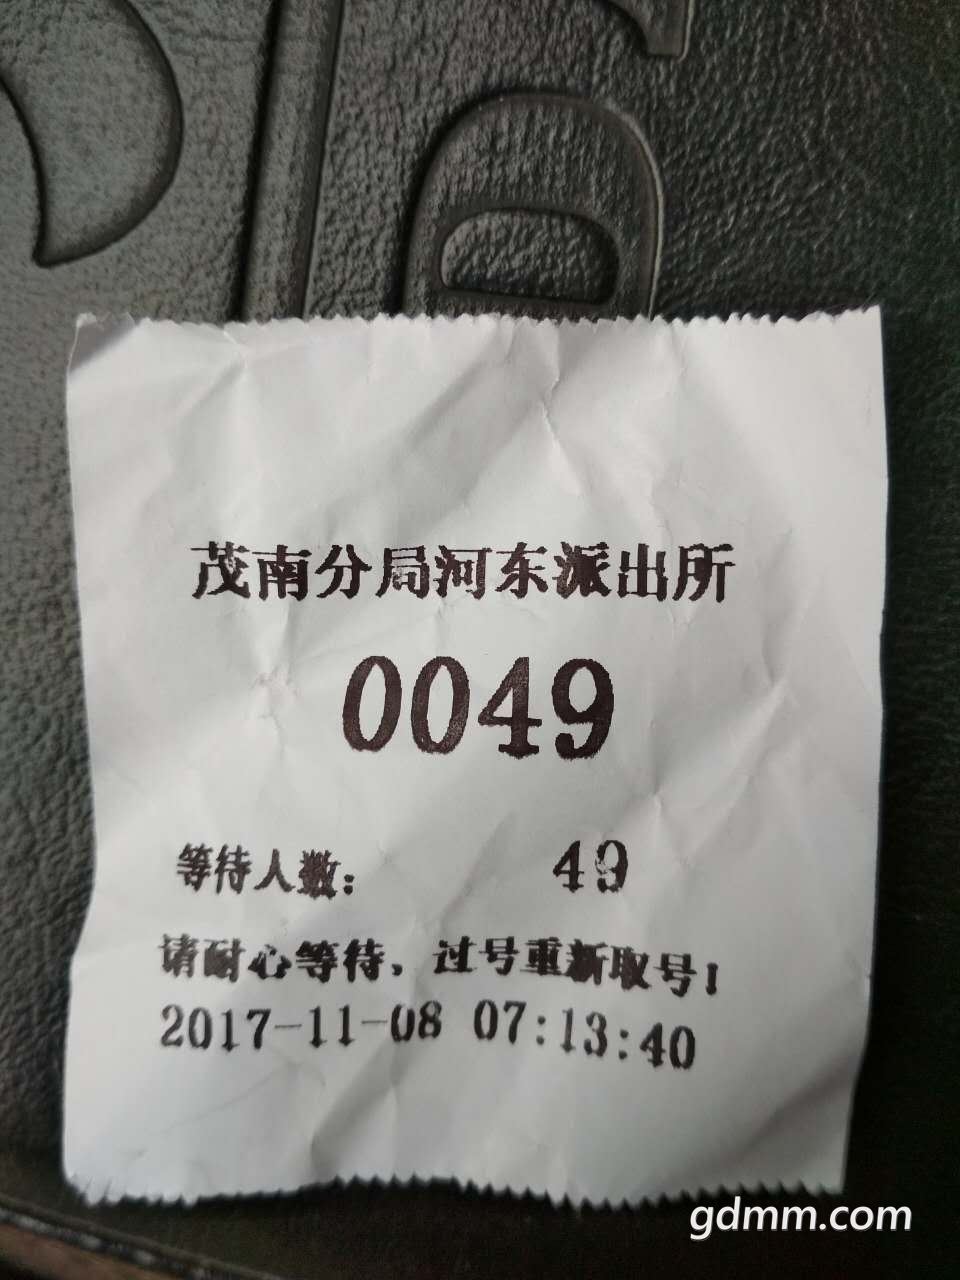 茂南分局河东派出所
0049
等待人数: 49
请耐心等待，过号重新取号!
2017-11-08 07:13:40
gdmm.com